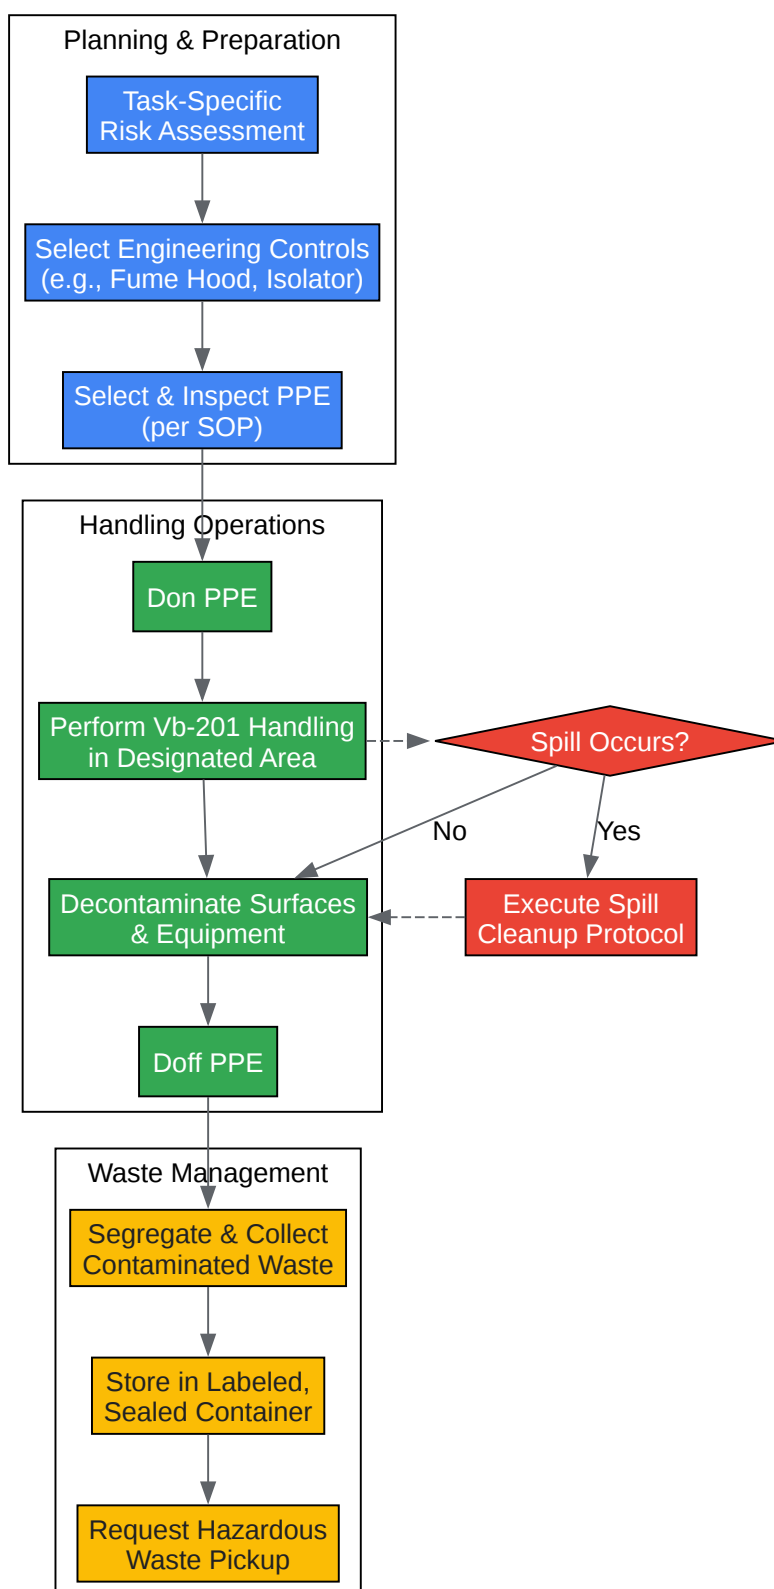 Planning & Preparation
Task-Specific
Risk Assessment
Select Engineering Controls
(e.g., Fume Hood, Isolator)
Select & Inspect PPE
(per SOP)
Handling Operations
Don PPE
Perform Vb-201 Handling
in Designated Area
Spill Occurs?
No
Yes
Decontaminate Surfaces
& Equipment
Execute Spill
Cleanup Protocol
Doff PPE
Waste Management
Segregate & Collect
Contaminated Waste
Store in Labeled,
Sealed Container
Request Hazardous
Waste Pickup